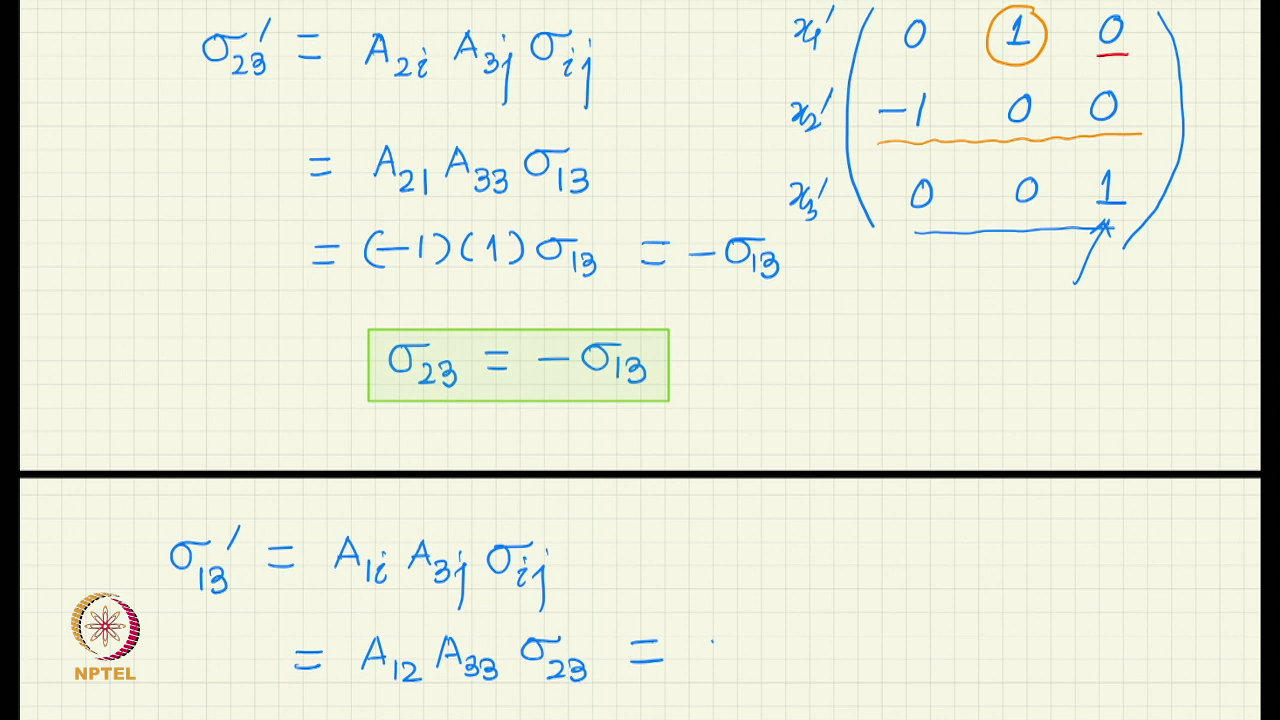 σ₂₃′ = A₂ᵢ A₃ⱼ σᵢⱼ
= A₂₁ A₃₃ σ₁₃
= (−1)(1) σ₁₃ = −σ₁₃
σ₂₃ = −σ₁₃
x₁′ 0 1 0
x₂′ −1 0 0
x₃′ 0 0 1
σ₁₃′ = A₁ᵢ A₃ⱼ σᵢⱼ
= A₁₂ A₃₃ σ₂₃ =
NPTEL